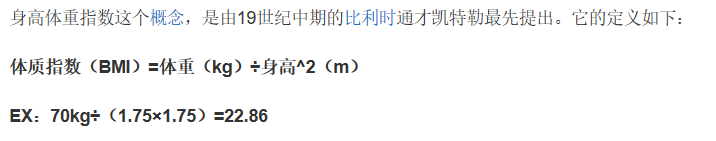 身高体重指数这个概念，是由19世纪中期的比利时通才凯特勒最先提出。它的定义如下：
体质指数（BMI）=体重（kg）÷身高^2（m）
EX：70kg÷（1.75×1.75）=22.86